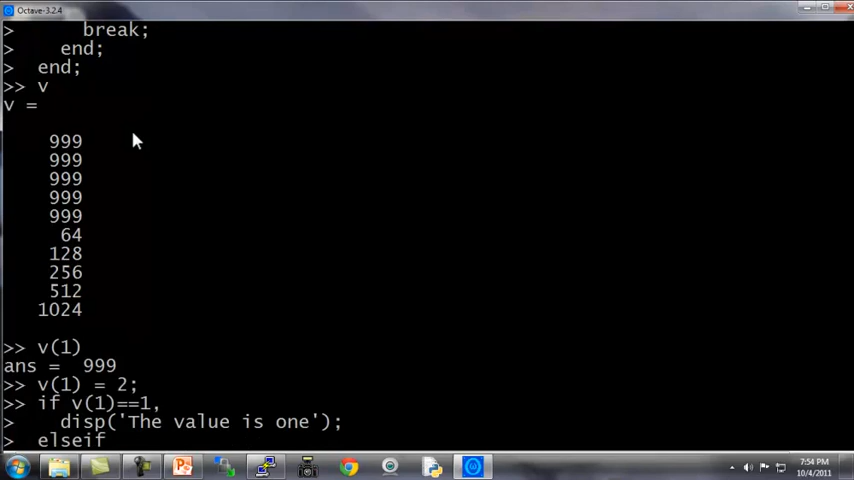 Octave-3.2.4
>      break;
>    end;
>  end;
>> v
v =
999
999
999
999
999
64
128
256
512
1024
>> v(1)
ans =  999
>> v(1) = 2;
>> if v(1)==1,
>    disp('The value is one');
>  elseif
7:54 PM
10/4/2011